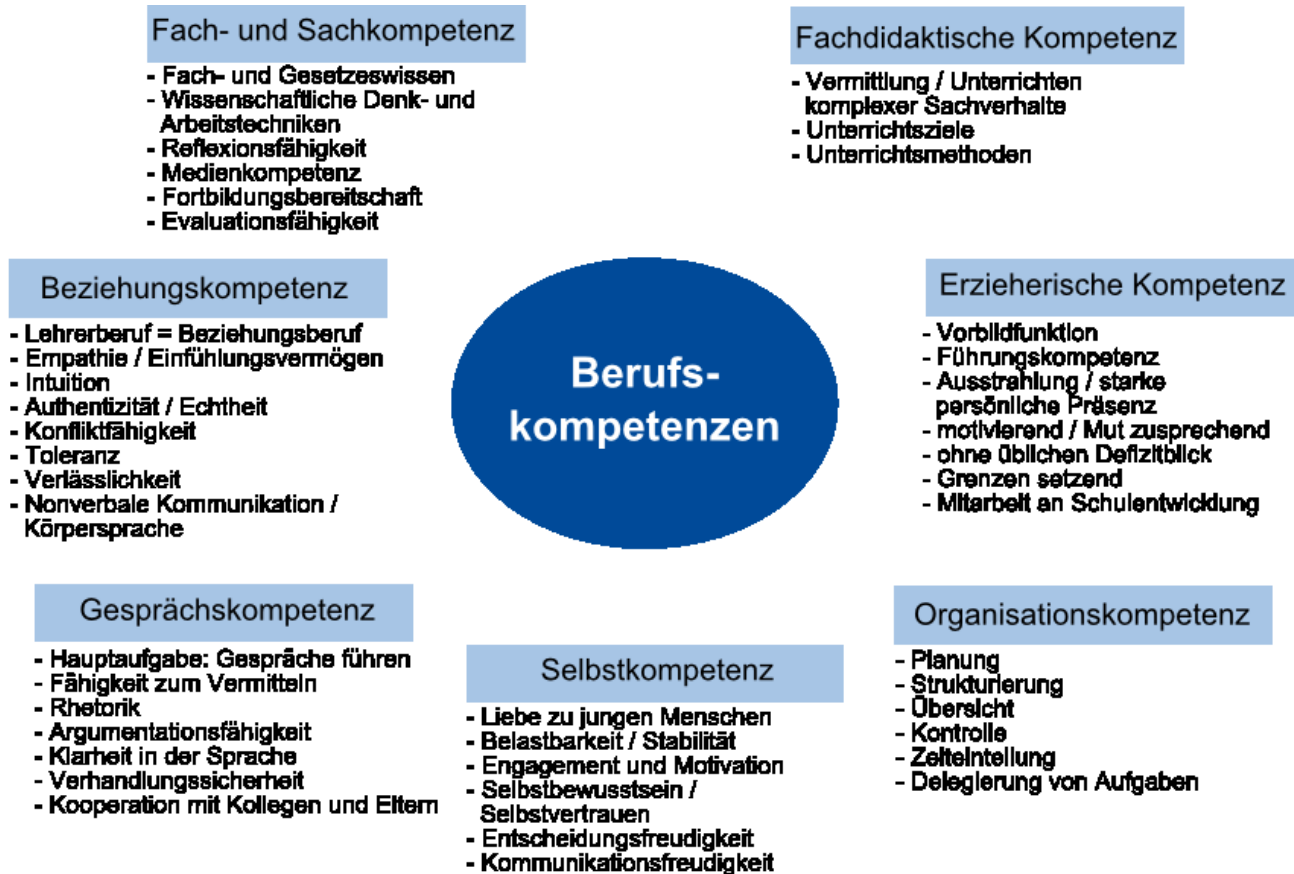 Fach- und Sachkompetenz
- Fach- und Gesetzeswissen
- Wissenschaftliche Denk- und
Arbeitstechniken
- Reflexionsfähigkeit
- Medienkompetenz
- Fortbildungsbereitschaft
- Evaluationsfähigkeit
Fachdidaktische Kompetenz
- Vermittlung / Unterrichten
komplexer Sachverhalte
- Unterrichtsziele
- Unterrichtsmethoden
Beziehungskompetenz
- Lehrerberuf = Beziehungsberuf
- Empathie / Einfühlungsvermögen
- Intuition
- Authentizität / Echtheit
- Konfliktfähigkeit
- Toleranz
- Verlässlichkeit
- Nonverbale Kommunikation /
Körpersprache
Berufs-
kompetenzen
Erzieherische Kompetenz
- Vorbildfunktion
- Führungskompetenz
- Ausstrahlung / starke
persönliche Präsenz
- motivierend / Mut zusprechend
- ohne üblichen Defizitblick
- Grenzen setzend
- Mitarbeit an Schulentwicklung
Gesprächskompetenz
- Hauptaufgabe: Gespräche führen
- Fähigkeit zum Vermitteln
- Rhetorik
- Argumentationsfähigkeit
- Klarheit in der Sprache
- Verhandlungssicherheit
- Kooperation mit Kollegen und Eltern
Selbstkompetenz
- Liebe zu jungen Menschen
- Belastbarkeit / Stabilität
- Engagement und Motivation
- Selbstbewusstsein /
Selbstvertrauen
- Entscheidungsfreudigkeit
- Kommunikationsfreudigkeit
Organisationskompetenz
- Planung
- Strukturierung
- Übersicht
- Kontrolle
- Zeiteinteilung
- Delegierung von Aufgaben